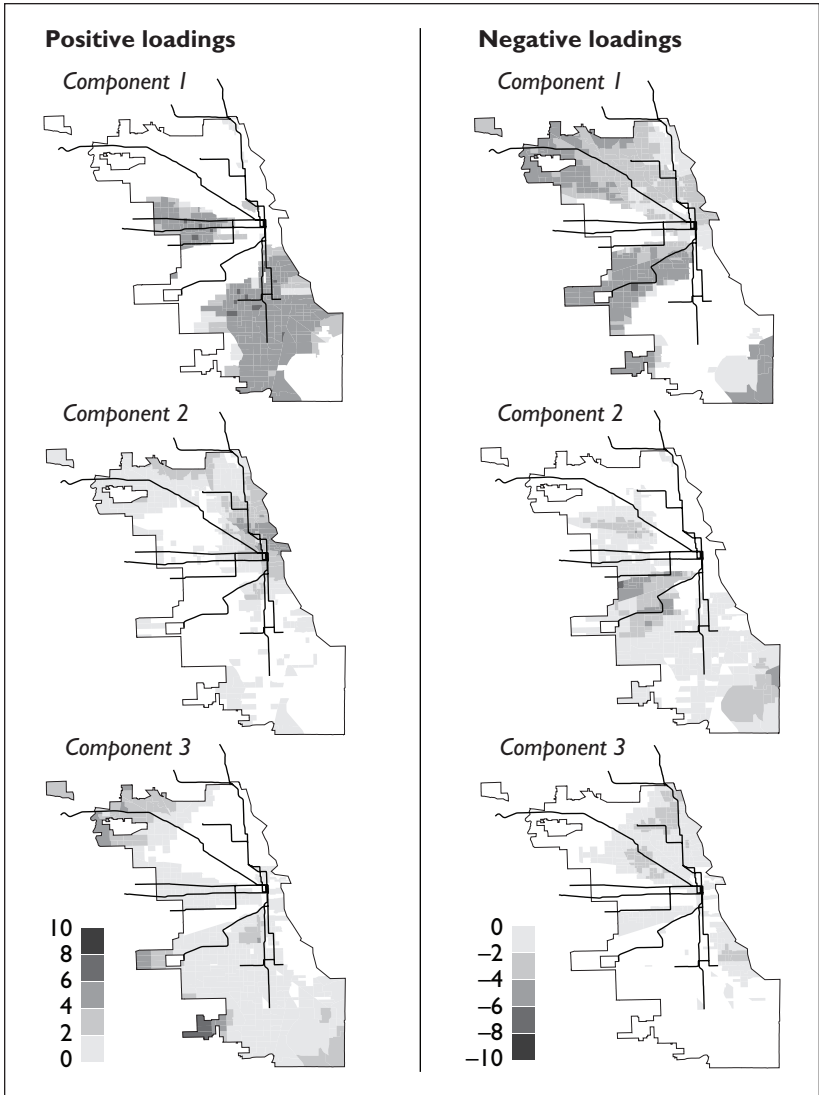 Positive loadings
Component 1
Component 2
Component 3
10
8
6
4
2
0
Negative loadings
Component 1
Component 2
Component 3
0
–2
–4
–6
–8
–10